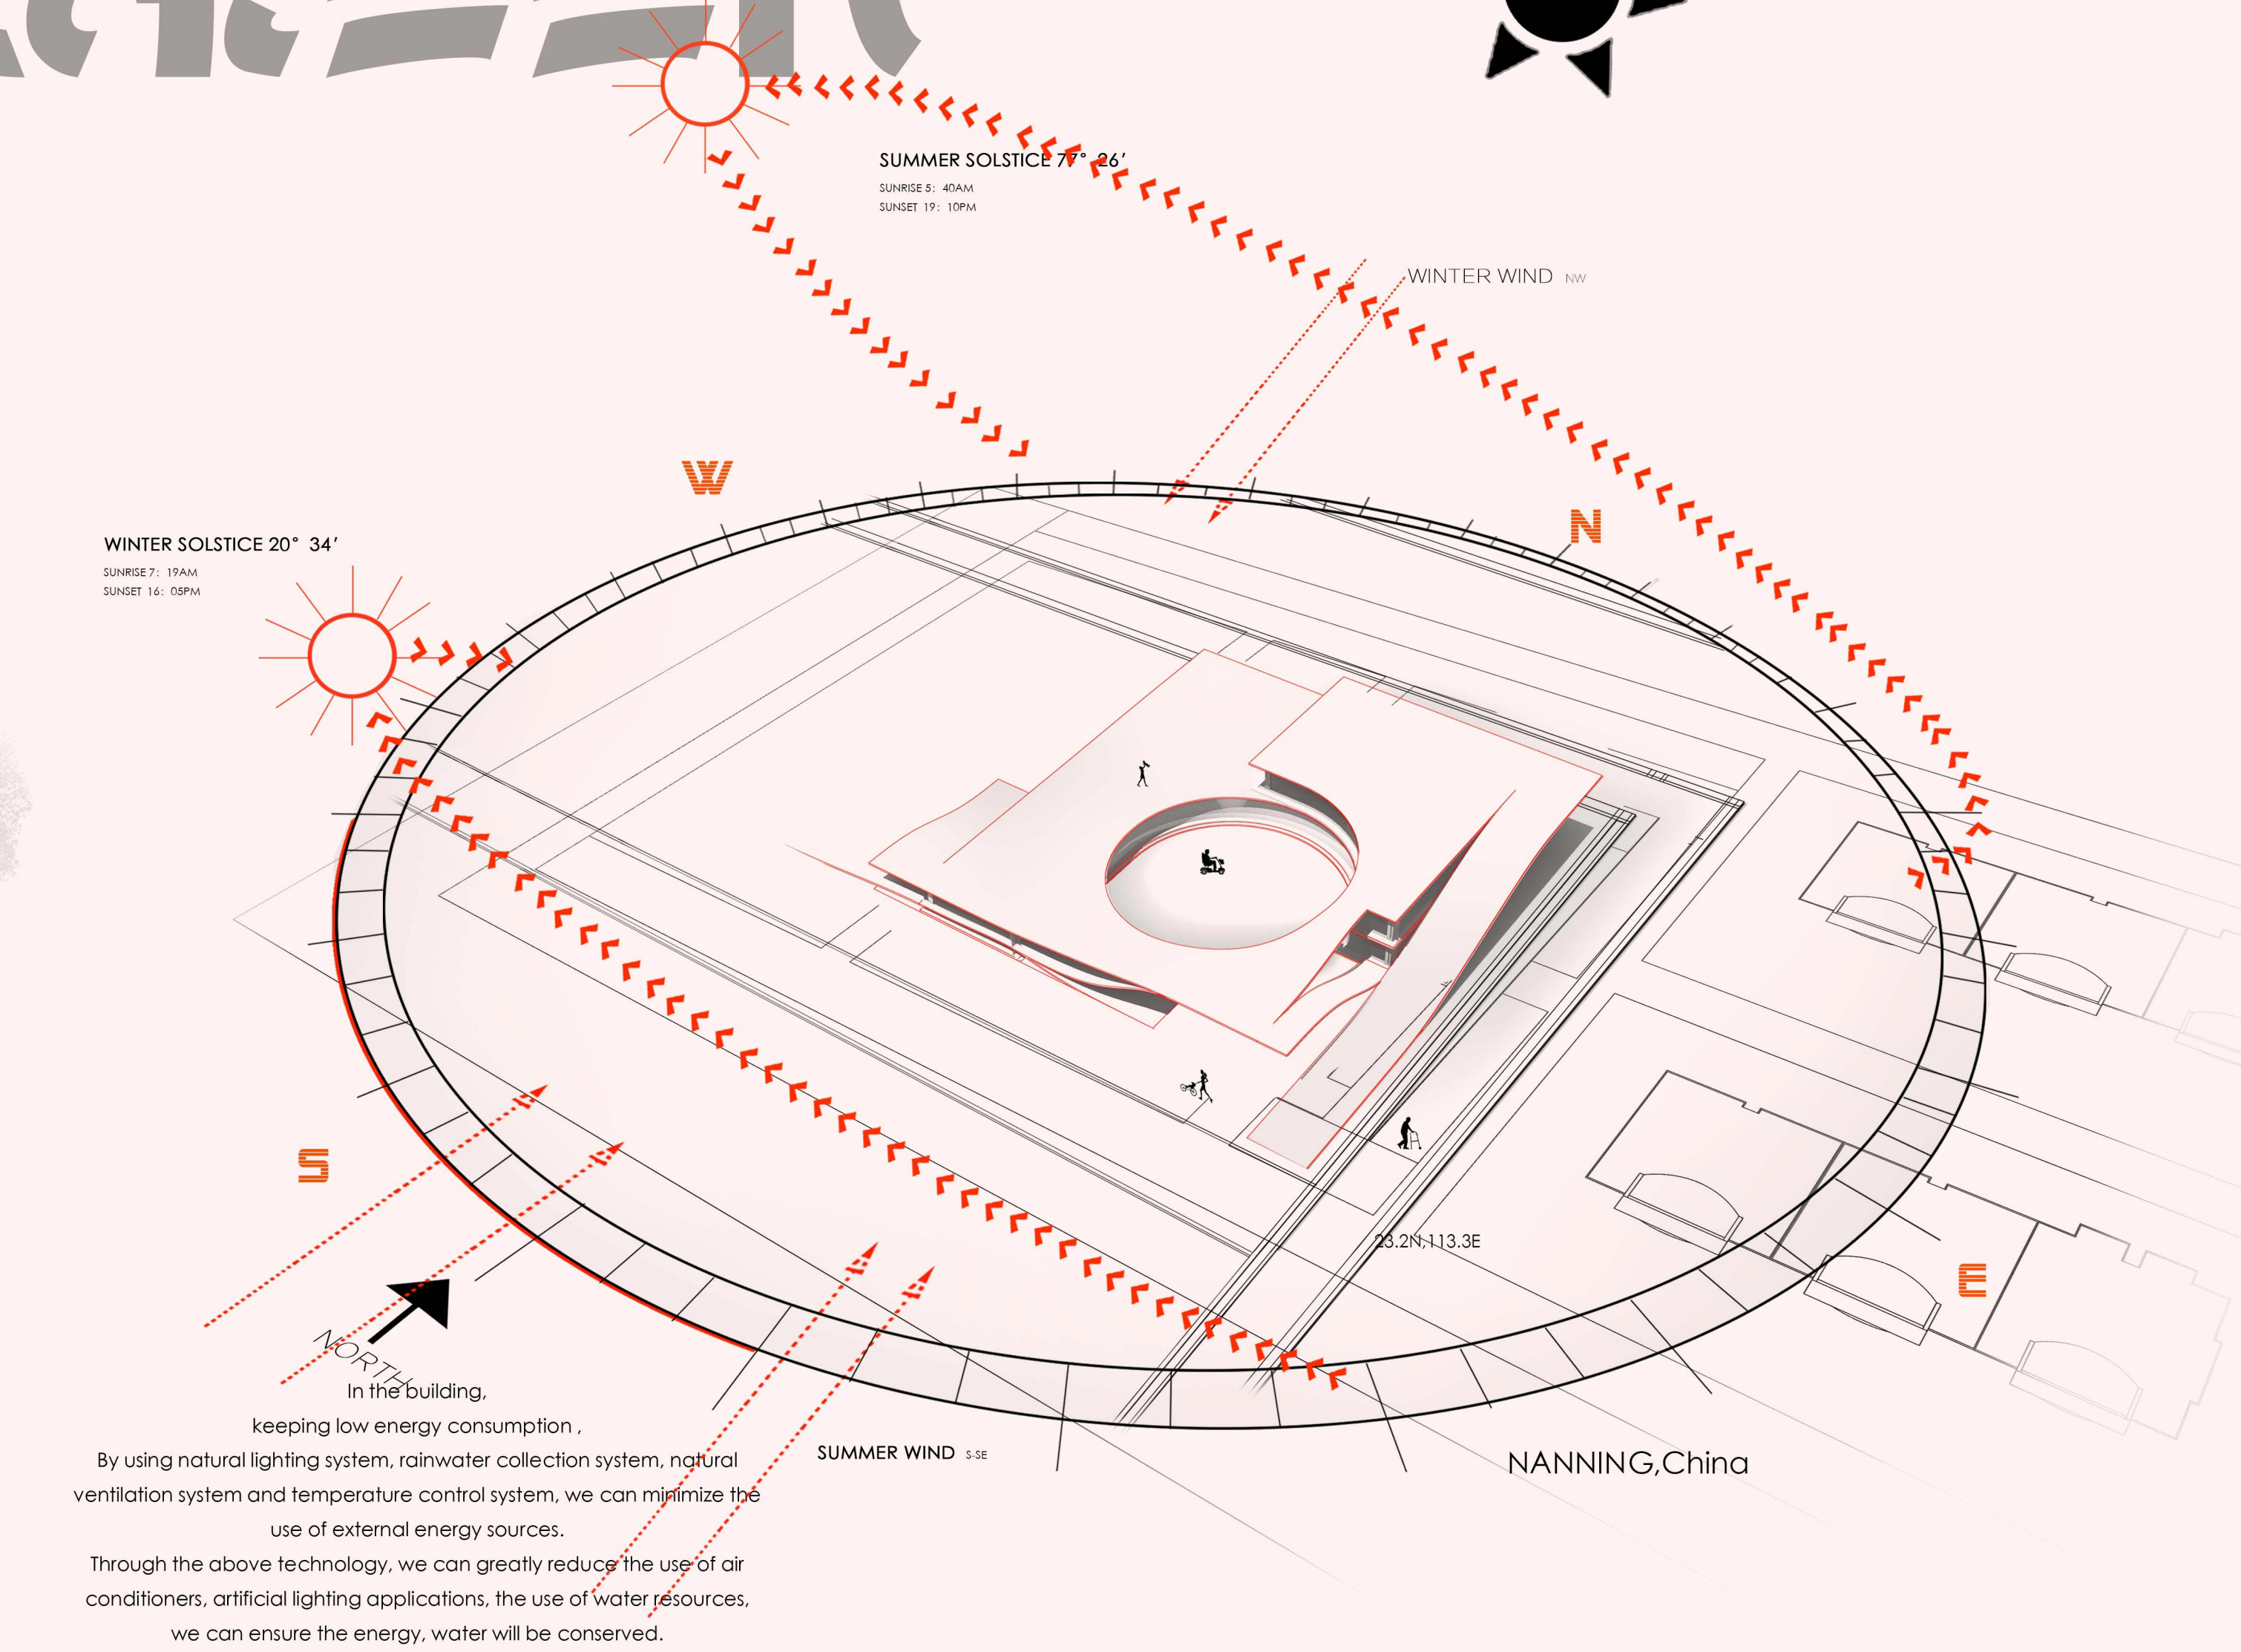 SUMMER SOLSTICE 77° 26′
SUNRISE 5: 40AM
SUNSET 19: 10PM
WINTER WIND NW
W
N
WINTER SOLSTICE 20° 34′
SUNRISE 7: 19AM
SUNSET 16: 05PM
S
23.2N,113.3E
E
NORTH
In the building,
keeping low energy consumption ,
By using natural lighting system, rainwater collection system, natural
ventilation system and temperature control system, we can minimize the
use of external energy sources.
Through the above technology, we can greatly reduce the use of air
conditioners, artificial lighting applications, the use of water resources,
we can ensure the energy, water will be conserved.
SUMMER WIND S-SE
NANNING,China